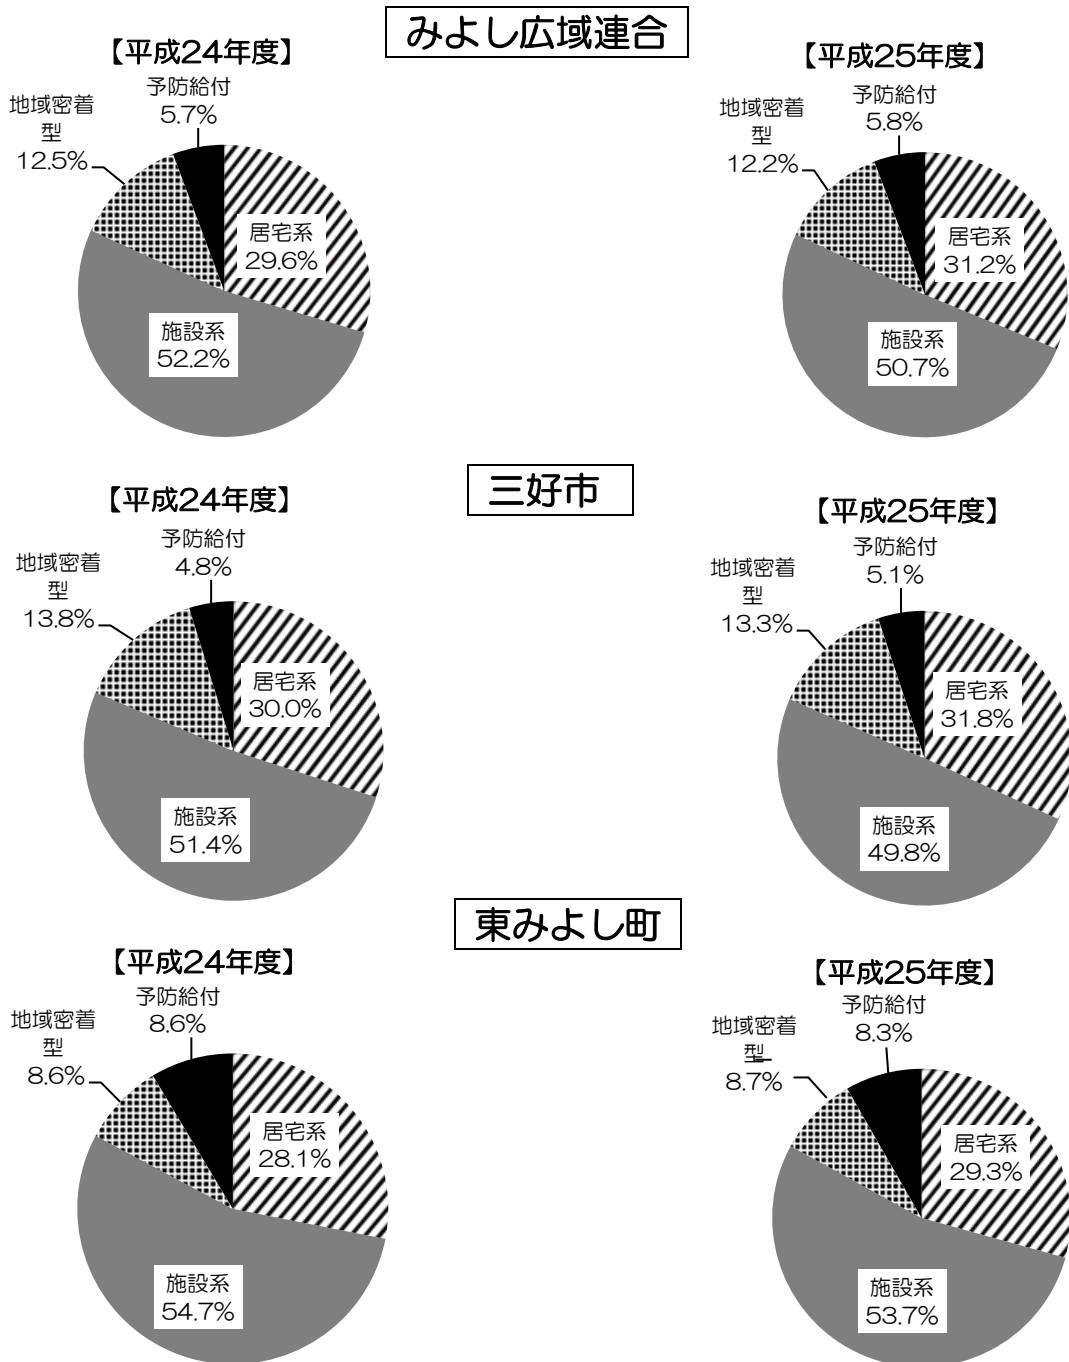 みよし広域連合
【平成24年度】
予防給付
5.7%
地域密着
型
12.5%
居宅系
29.6%
施設系
52.2%
【平成25年度】
予防給付
5.8%
地域密着
型
12.2%
居宅系
31.2%
施設系
50.7%
三好市
【平成24年度】
予防給付
4.8%
地域密着
型
13.8%
居宅系
30.0%
施設系
51.4%
【平成25年度】
予防給付
5.1%
地域密着
型
13.3%
居宅系
31.8%
施設系
49.8%
東みよし町
【平成24年度】
予防給付
8.6%
地域密着
型
8.6%
居宅系
28.1%
施設系
54.7%
【平成25年度】
予防給付
8.3%
地域密着
型
8.7%
居宅系
29.3%
施設系
53.7%